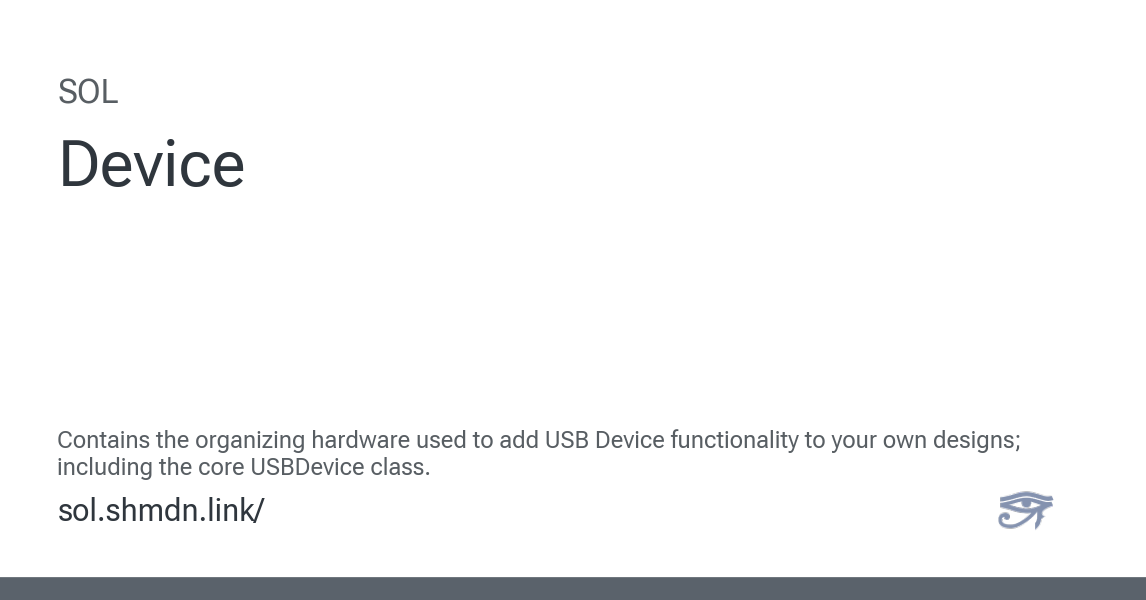 SOL
Device
Contains the organizing hardware used to add USB Device functionality to your own designs;
including the core USBDevice class.
sol.shmdn.link/